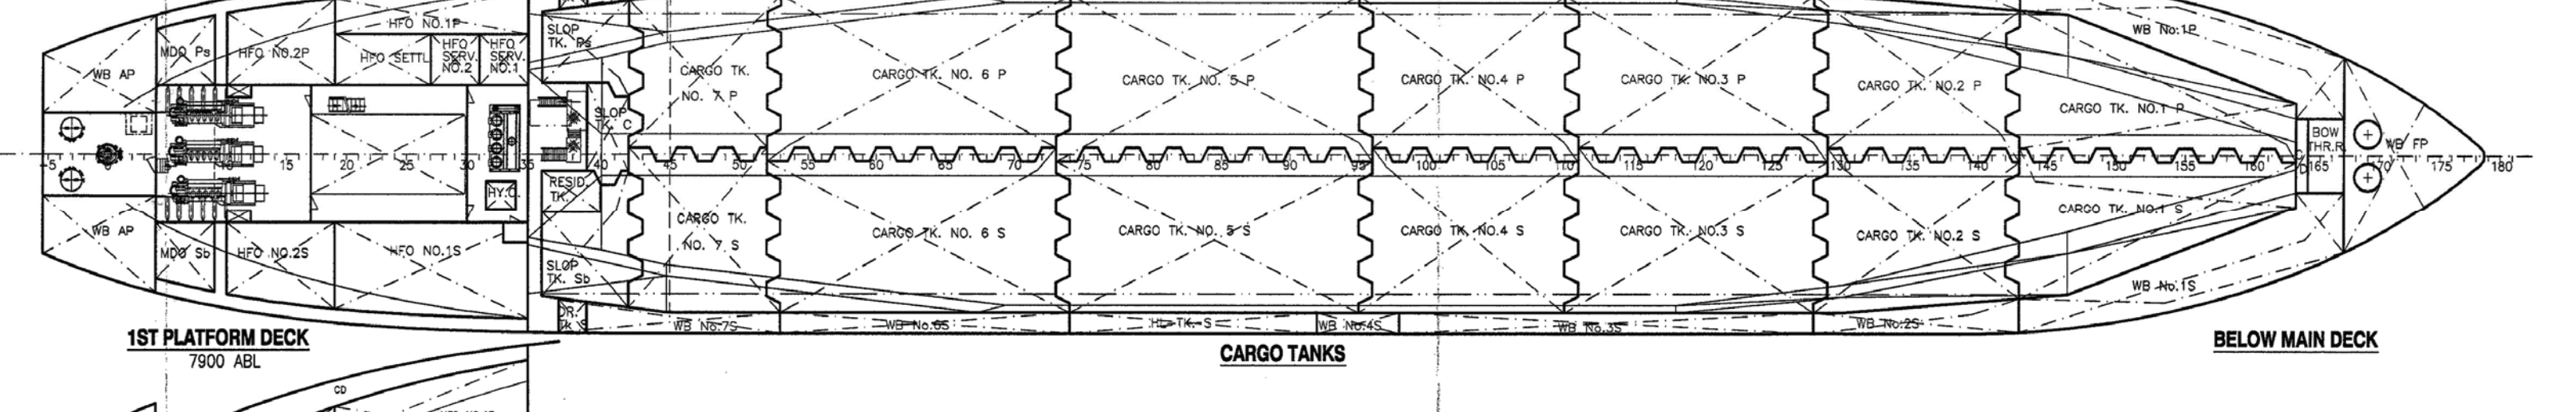 HFO NO.1P
WB No:1P
SLOP
TK. Ps
MDO Ps
HFO NO.2P
HFO SETTL
HFO
SERV.
NO.2
HFO
SERV.
NO.1
WB AP
CARGO TK.
NO. 7 P
CARGO TK. NO. 6 P
CARGO TK. NO. 5 P
CARGO TK. NO.4 P
CARGO TK. NO.3 P
CARGO TK. NO.2 P
CARGO TK. NO.1 P
SLOP
TK. C
BOW
THR.R.
WB FP
-5 0 10 15 20 25 30 35 40 45 50 55 60 65 70 75 80 85 90 95 100 105 110 115 120 125 130 135 140 145 150 155 160 165 170 175 180
HY.C
RESID.
TK.
WB AP
MDO Sb
HFO NO.2S
HFO NO.1S
SLOP
TK. Sb
CARGO TK.
NO. 7 S
CARGO TK. NO. 6 S
CARGO TK. NO. 5 S
CARGO TK. NO.4 S
CARGO TK. NO.3 S
CARGO TK. NO.2 S
CARGO TK. NO.1 S
WB No.1S
DR.
TK S
WB No:7S
WB No:6S
HL TK. S
WB No:4S
WB No.3S
WB No:2S
1ST PLATFORM DECK
7900 ABL
CARGO TANKS
BELOW MAIN DECK
CD